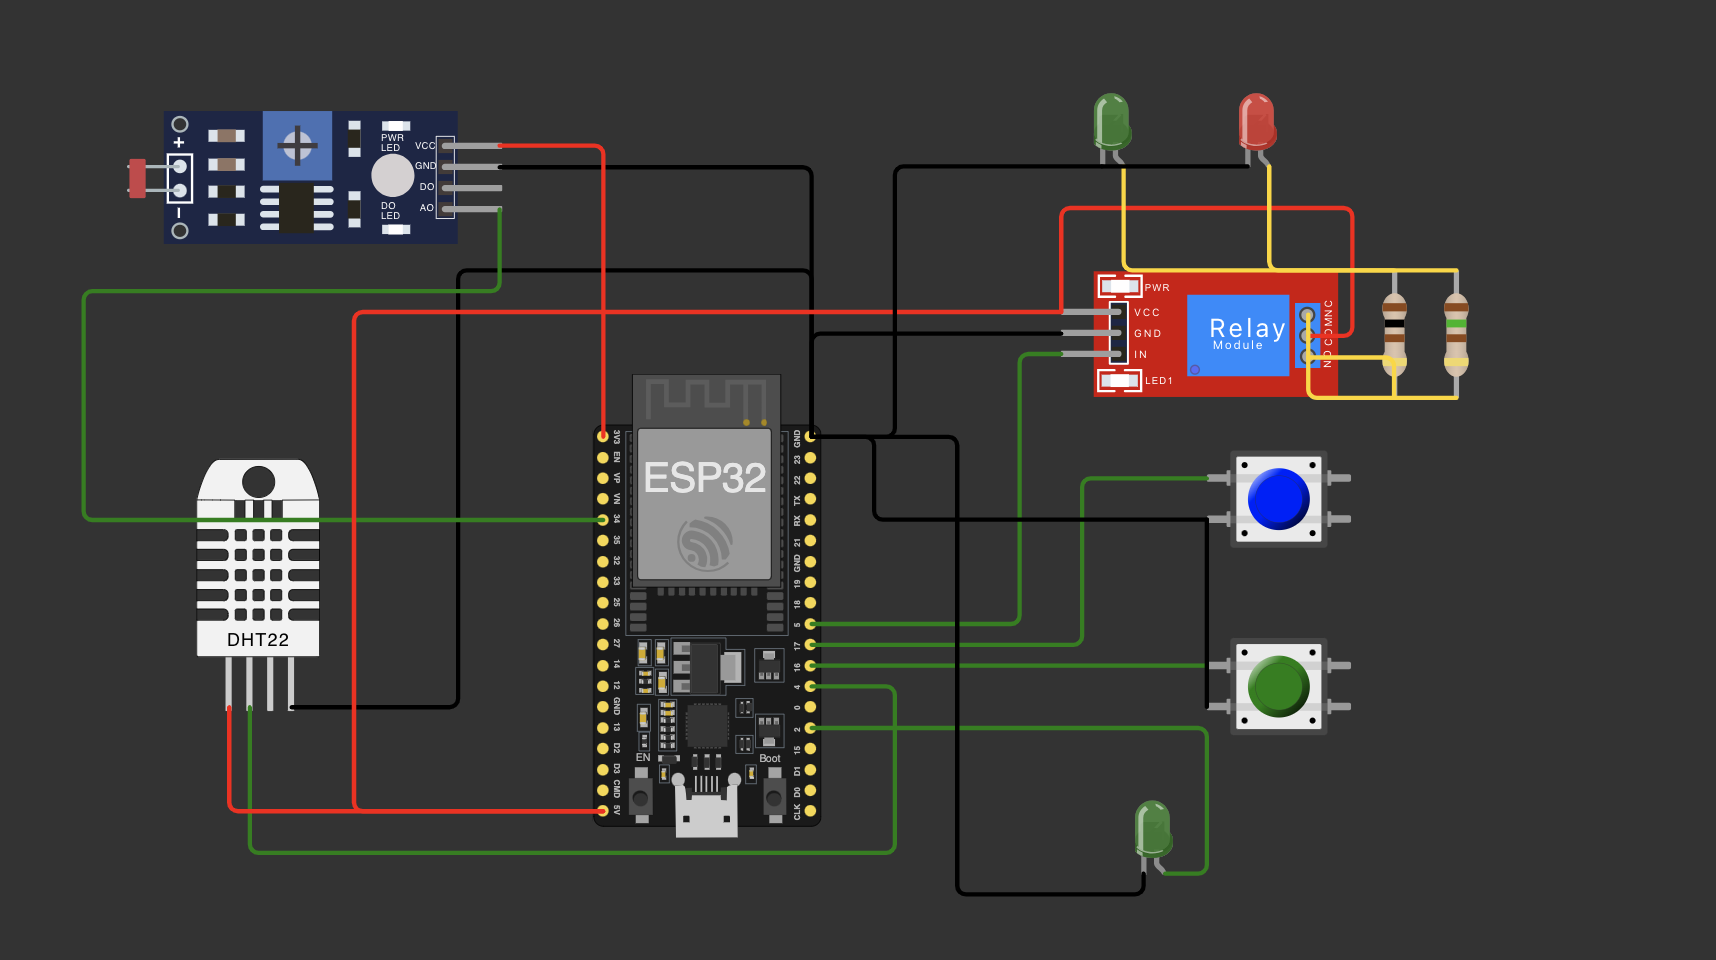 PWR
LED
VCC
GND
DO
AO
DO
LED
+
PWR
VCC
GND
IN
LED1
Relay
Module
NC
COM
NO
ESP32
3V3
EN
VP
VN
34
35
32
33
25
26
27
14
12
GND
13
D2
D3
CMD
5V
GND
23
22
TX
RX
21
GND
19
18
5
17
16
4
0
2
15
D1
D0
CLK
EN
Boot
DHT22